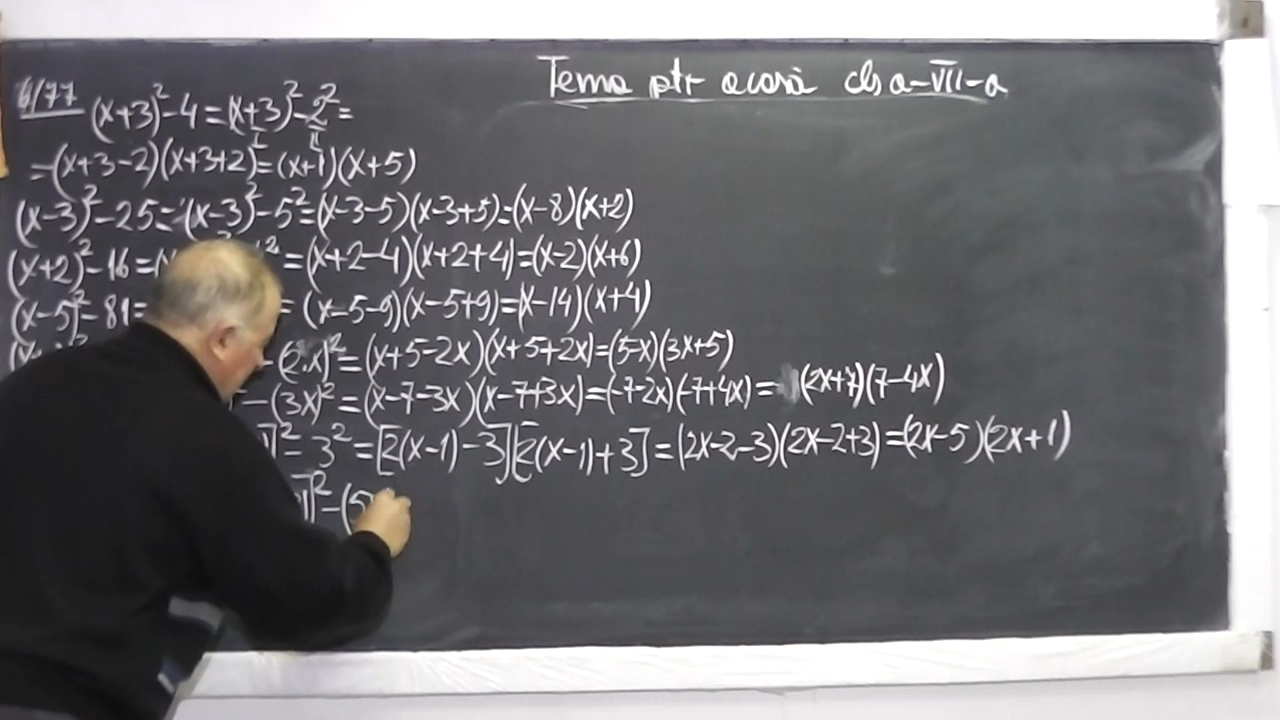 Tema ptr acasă cls a-VII-a
6/77 (x+3)²-4=(x+3)²-2²=
=(x+3-2)(x+3+2)=(x+1)(x+5)
I II
(x-3)²-25=(x-3)²-5²=(x-3-5)(x-3+5)=(x-8)(x+2)
(x+2)²-16=( ²=(x+2-4)(x+2+4)=(x-2)(x+6)
(x-5)²-81= =(x-5-9)(x-5+9)=(x-14)(x+4)
-(2x)²=(x+5-2x)(x+5+2x)=(5-x)(3x+5)
-(3x)²=(x-7-3x)(x-7+3x)=(-7-2x)(-7+4x)=(2x+7)(7-4x)
]²-3²=[2(x-1)-3][2(x-1)+3]=(2x-2-3)(2x-2+3)=(2x-5)(2x+1)
]²-(5